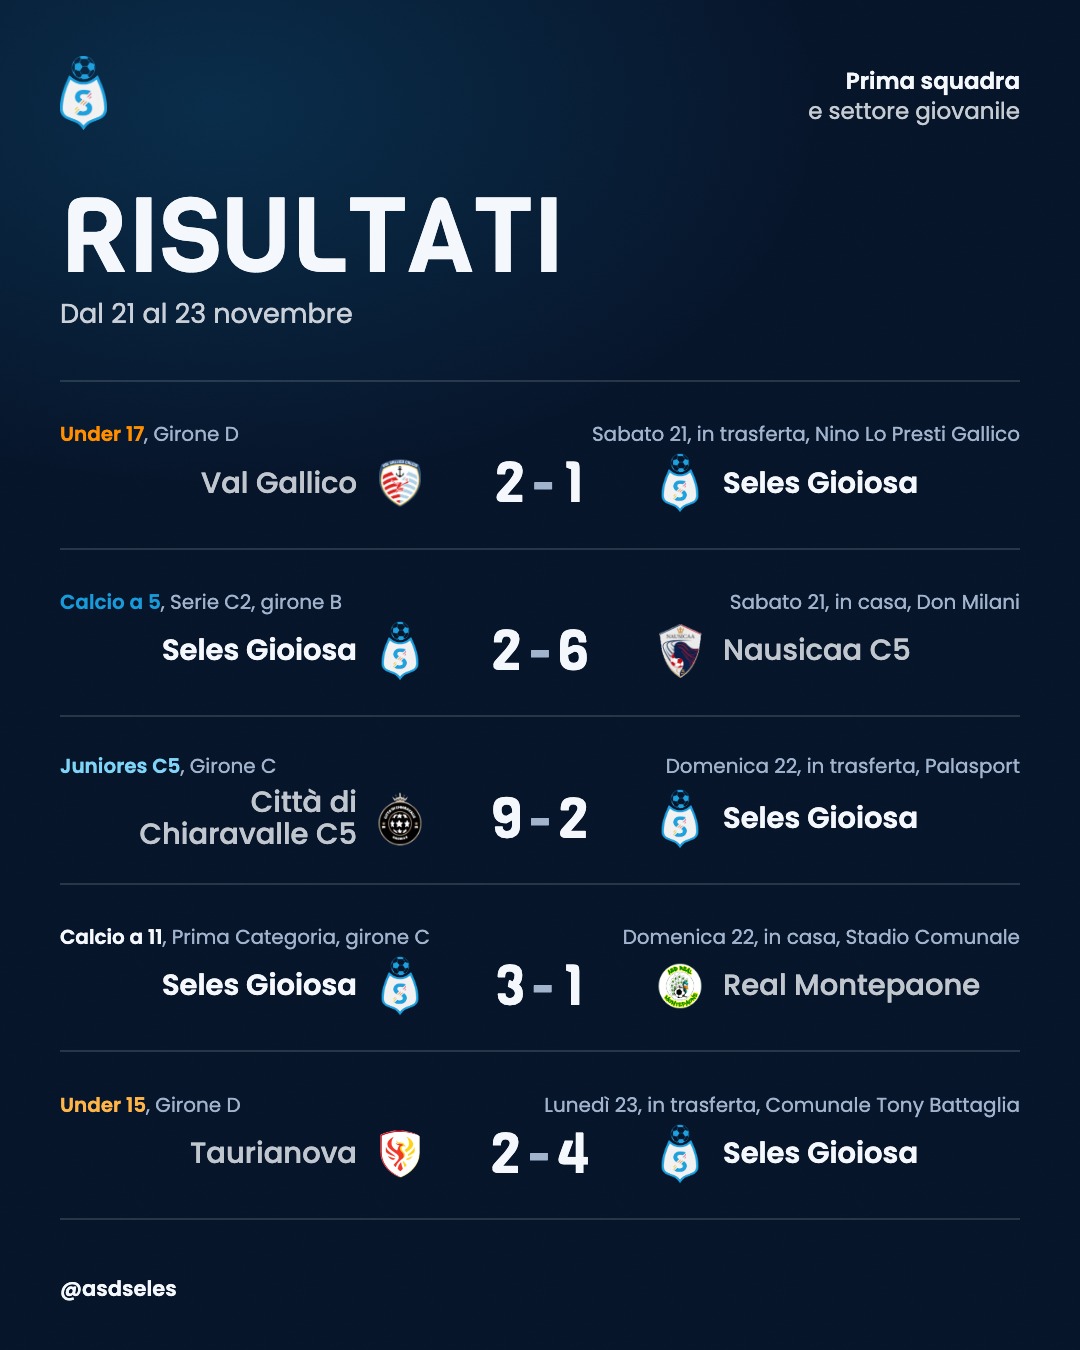 Prima squadra
e settore giovanile
RISULTATI
Dal 21 al 23 novembre
Under 17, Girone D
Sabato 21, in trasferta, Nino Lo Presti Gallico
Val Gallico 2 - 1 Seles Gioiosa
Calcio a 5, Serie C2, girone B
Sabato 21, in casa, Don Milani
Seles Gioiosa 2 - 6 Nausicaa C5
Juniores C5, Girone C
Domenica 22, in trasferta, Palasport
Città di
Chiaravalle C5 9 - 2 Seles Gioiosa
Calcio a 11, Prima Categoria, girone C
Domenica 22, in casa, Stadio Comunale
Seles Gioiosa 3 - 1 Real Montepaone
Under 15, Girone D
Lunedì 23, in trasferta, Comunale Tony Battaglia
Taurianova 2 - 4 Seles Gioiosa
@asdseles